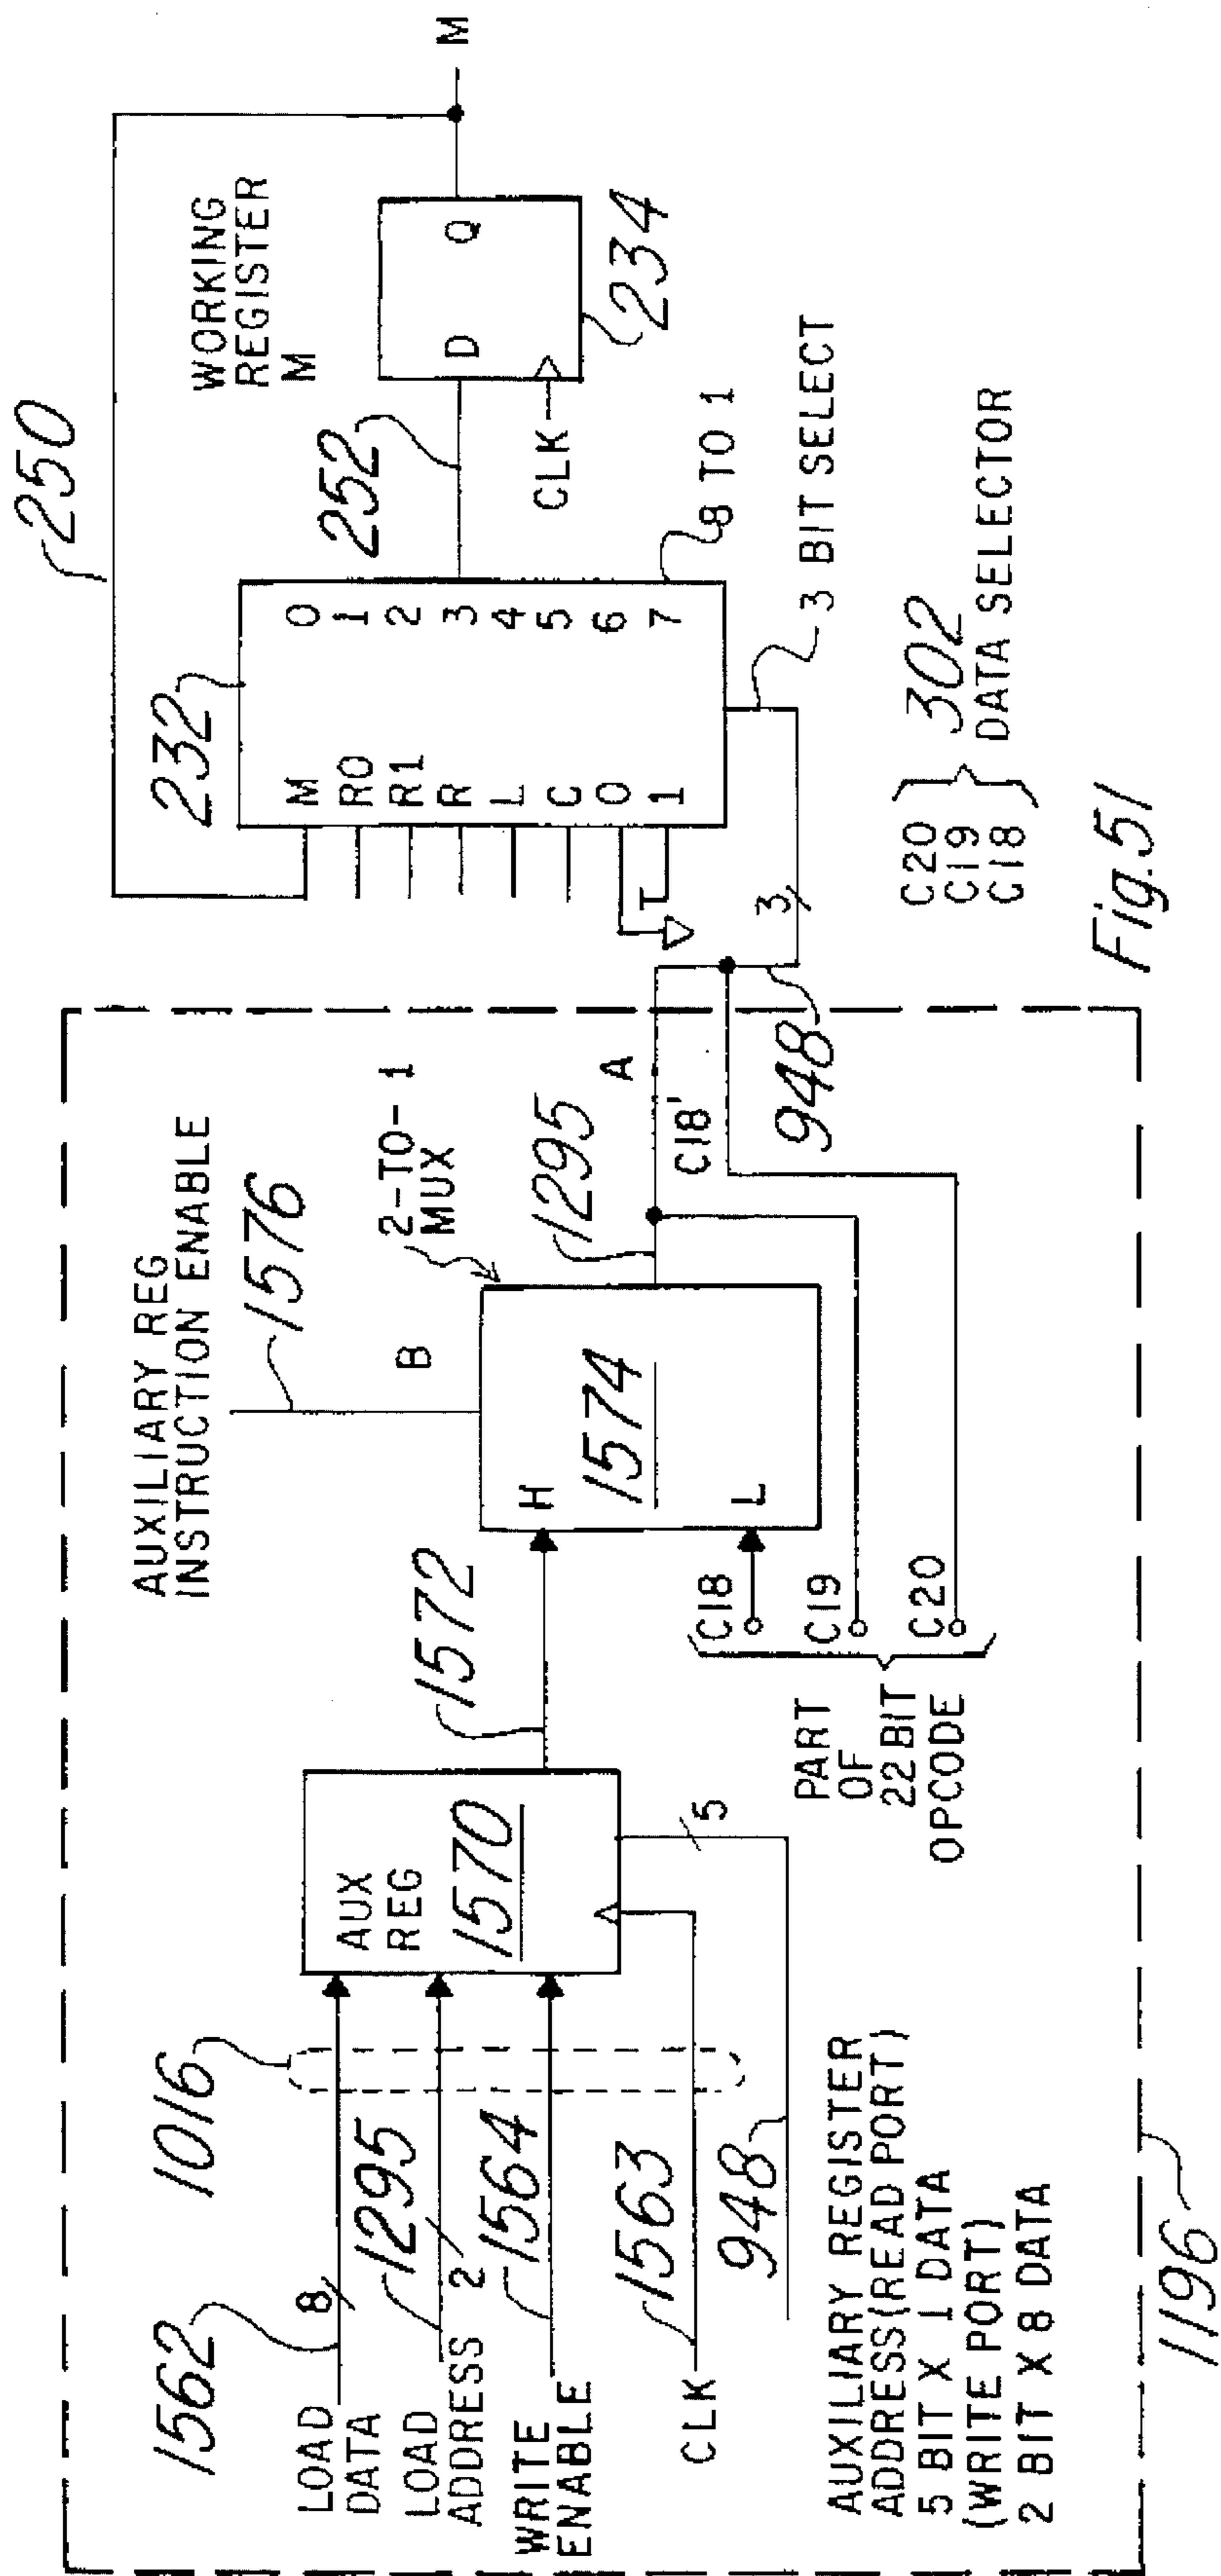 1562
LOAD
DATA
8
1016
1295
LOAD
ADDRESS 2
1564
WRITE
ENABLE
1563
CLK
948
AUXILIARY REGISTER
ADDRESS(READ PORT)
5 BIT X 1 DATA
(WRITE PORT)
2 BIT X 8 DATA
1196
AUX
REG
1570
5
1572
AUXILIARY REG
INSTRUCTION ENABLE
1576
B
2-TO-1
MUX
H
1574
L
C18
C19
C20
PART
OF
22 BIT
OPCODE
1295
A
C18'
948
3
250
232
M
R0
R1
R
L
C
0
1
0
1
2
3
4
5
6
7
8 TO 1
3 BIT SELECT
252
WORKING
REGISTER
M
D
Q
CLK
234
M
C20
C19
C18
302
DATA SELECTOR
Fig.51